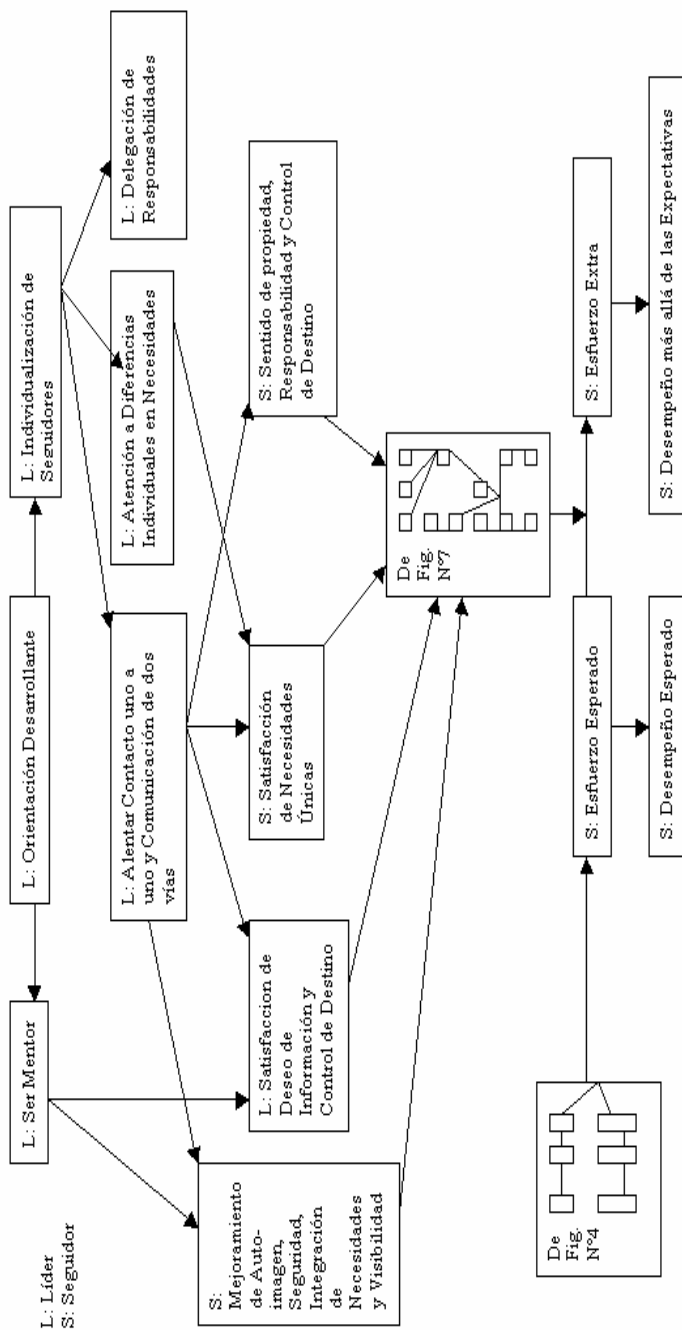 L: Líder
S: Seguidor
L: Ser Mentor
L: Orientación Desarrollante
L: Individualización de
Seguidores
L: Alentar Contacto uno a
uno y Comunicación de dos
vías
L: Atención a Diferencias
Individuales en Necesidades
L: Delegación de
Responsabilidades
S:
Mejoramiento
de Auto-
imagen,
Seguridad,
Integración
de
Necesidades
y Visibilidad
L: Satisfaccion de
Deseo de
Información y
Control de Destino
S: Satisfacción
de Necesidades
Únicas
S: Sentido de propiedad,
Responsabilidad y Control
de Destino
De
Fig.
Nº7
De
Fig.
Nº4
S: Esfuerzo Esperado
S: Esfuerzo Extra
S: Desempeño Esperado
S: Desempeño más allá de las Expectativas